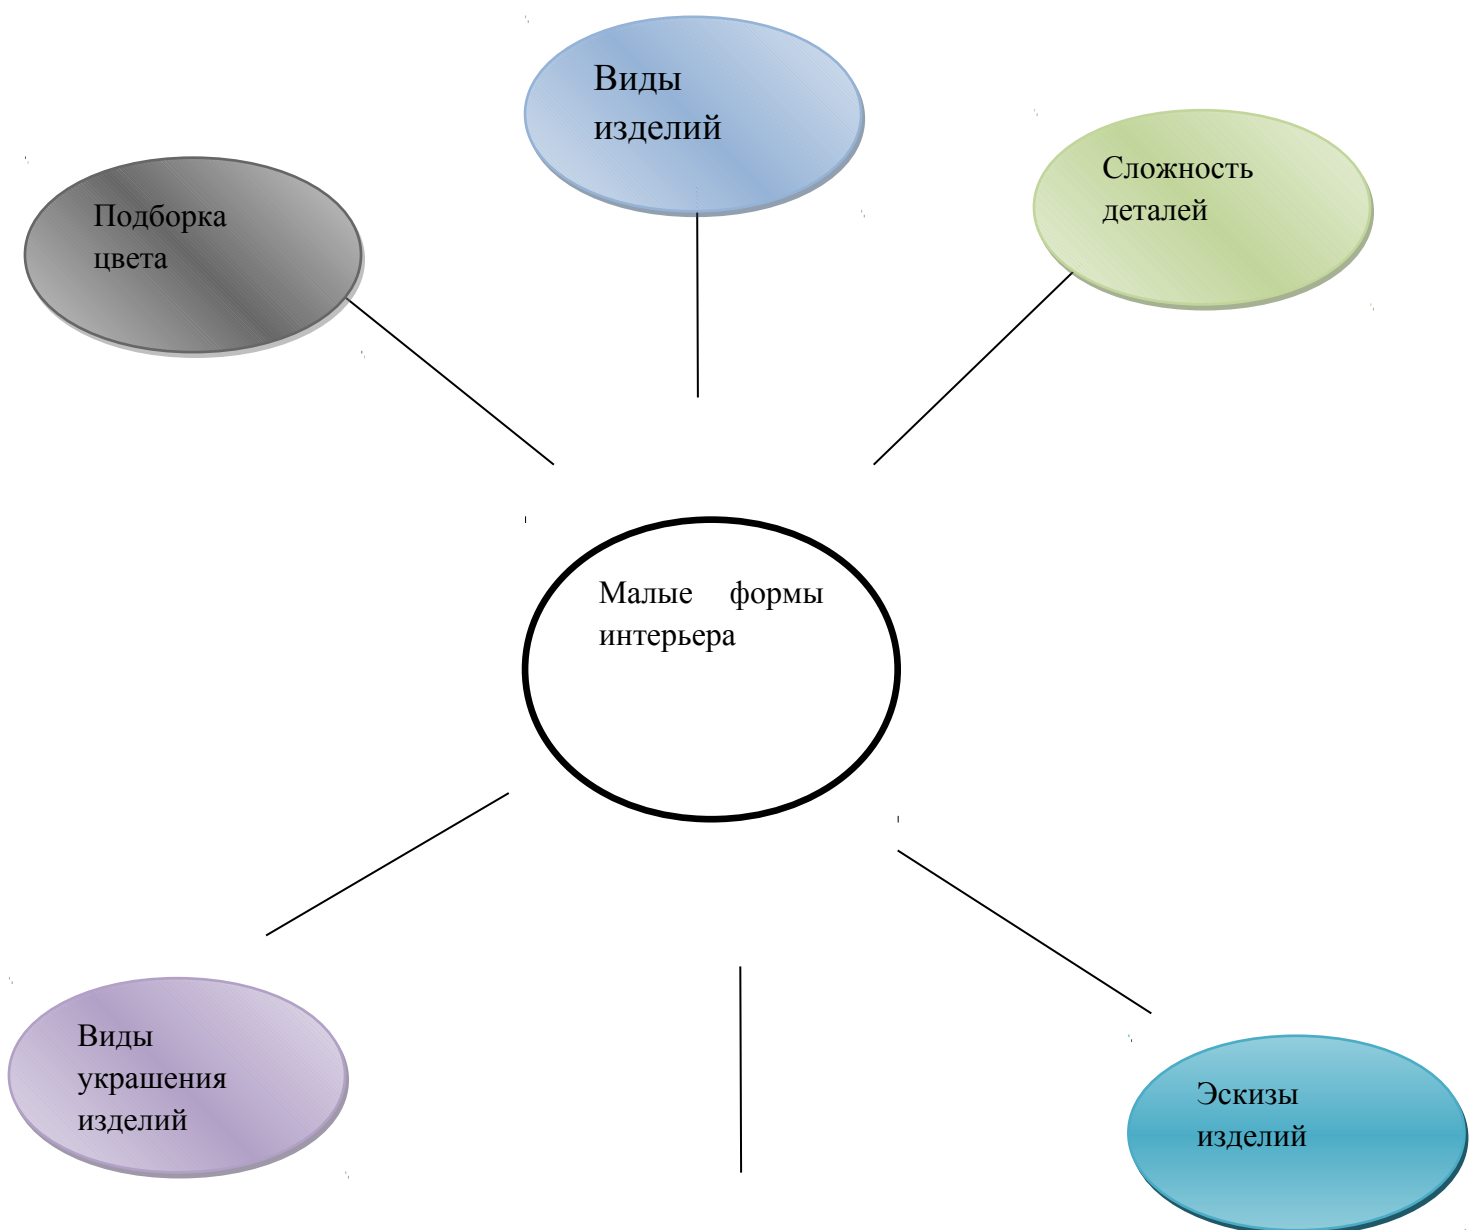 Виды
изделий
Сложность
деталей
Подборка
цвета
Малые формы
интерьера
Виды
украшения
изделий
Эскизы
изделий